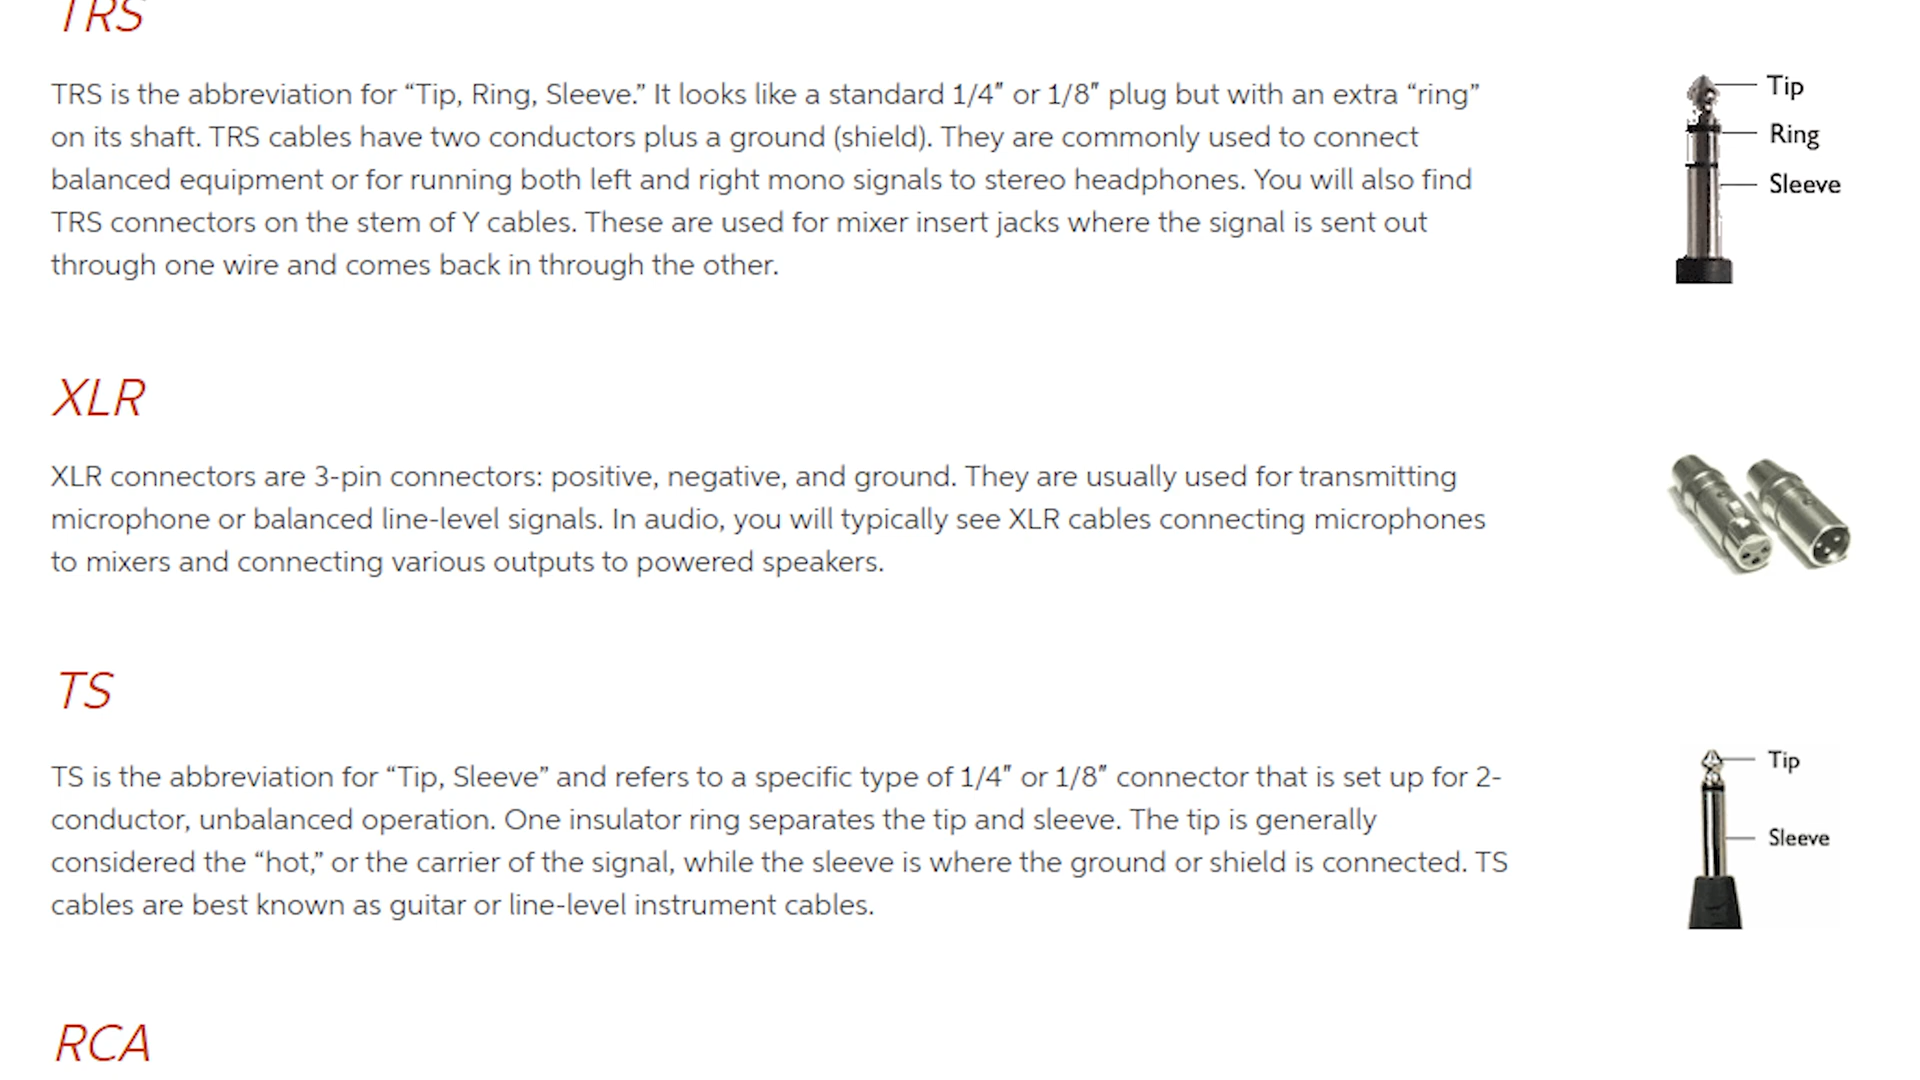 TRS
TRS is the abbreviation for “Tip, Ring, Sleeve.” It looks like a standard 1/4″ or 1/8″ plug but with an extra “ring”
on its shaft. TRS cables have two conductors plus a ground (shield). They are commonly used to connect
balanced equipment or for running both left and right mono signals to stereo headphones. You will also find
TRS connectors on the stem of Y cables. These are used for mixer insert jacks where the signal is sent out
through one wire and comes back in through the other.
Tip
Ring
Sleeve
XLR
XLR connectors are 3-pin connectors: positive, negative, and ground. They are usually used for transmitting
microphone or balanced line-level signals. In audio, you will typically see XLR cables connecting microphones
to mixers and connecting various outputs to powered speakers.
TS
TS is the abbreviation for “Tip, Sleeve” and refers to a specific type of 1/4″ or 1/8″ connector that is set up for 2-
conductor, unbalanced operation. One insulator ring separates the tip and sleeve. The tip is generally
considered the “hot,” or the carrier of the signal, while the sleeve is where the ground or shield is connected. TS
cables are best known as guitar or line-level instrument cables.
Tip
Sleeve
RCA